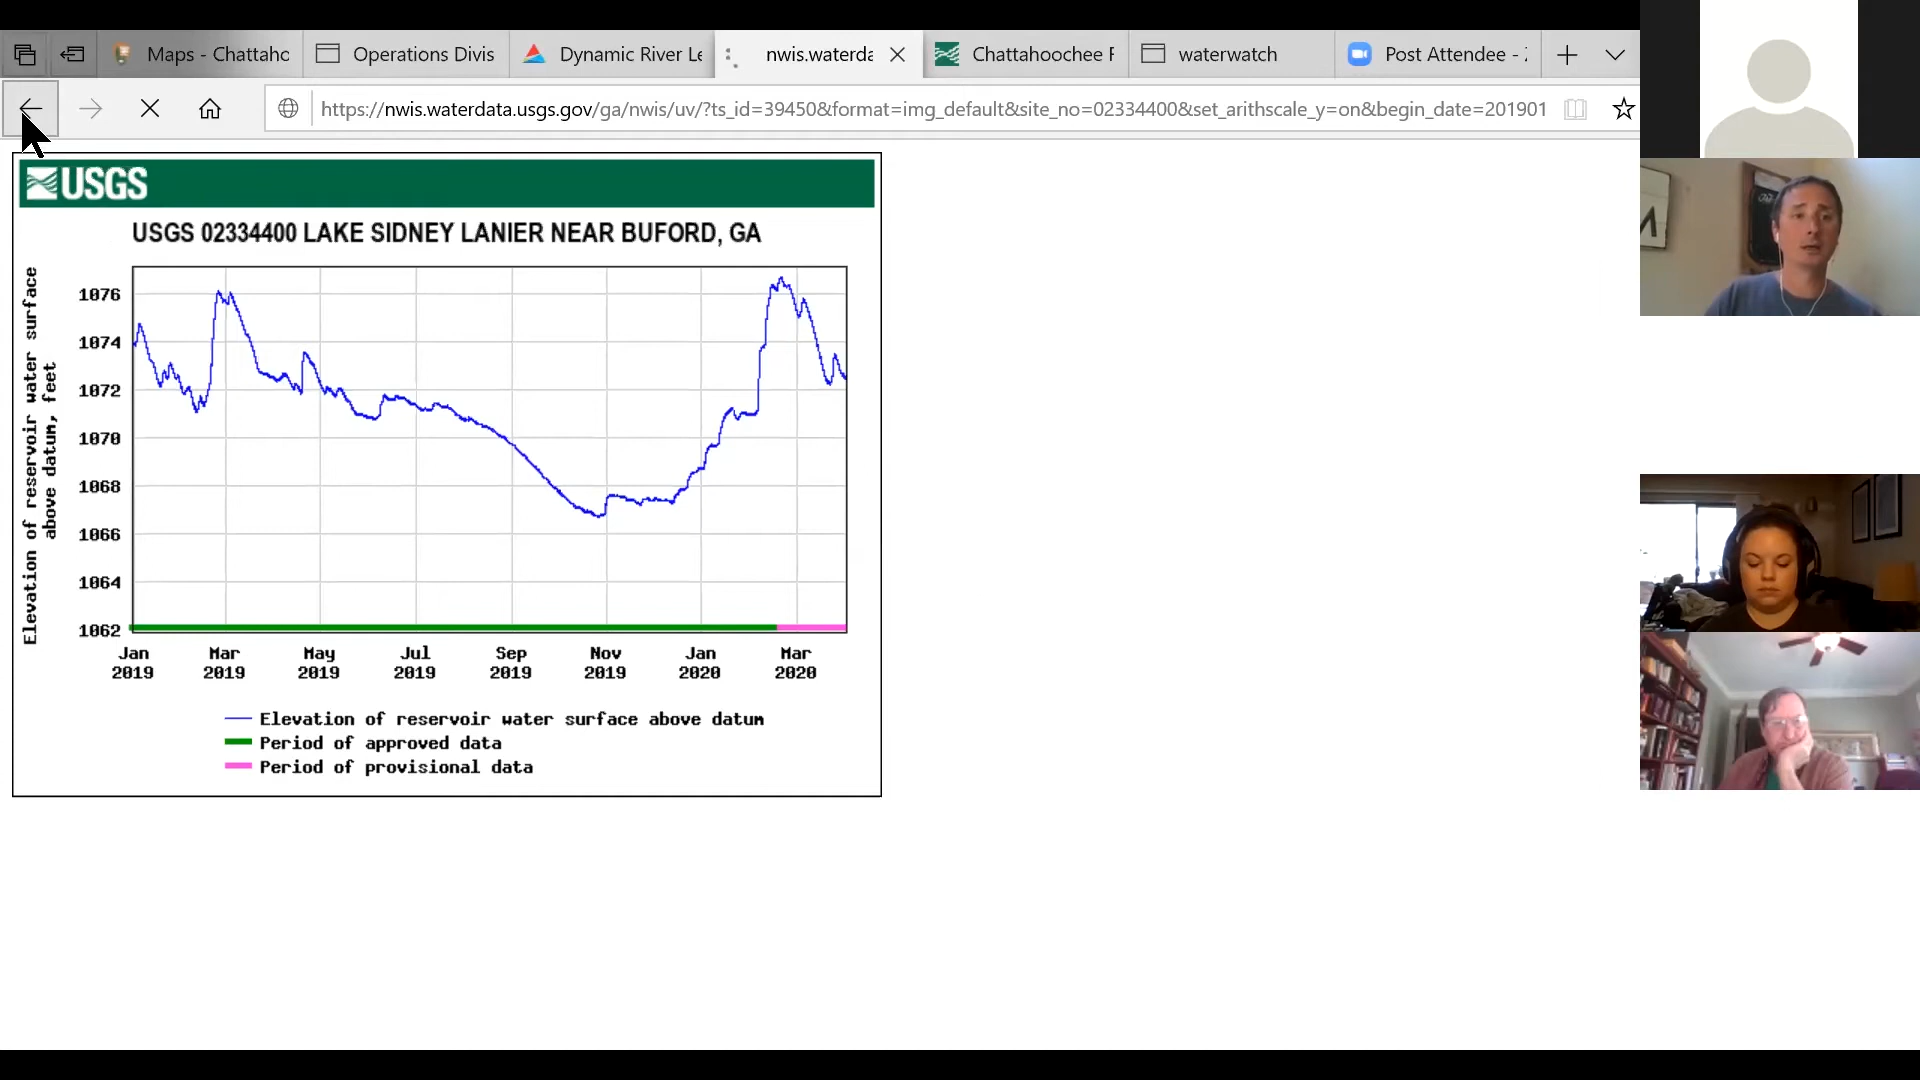 Maps - Chattaho
Operations Divis
Dynamic River Le
nwis.waterda
Chattahoochee F
waterwatch
Post Attendee -
https://nwis.waterdata.usgs.gov/ga/nwis/uv/?ts_id=39450&format=img_default&site_no=02334400&set_arithscale_y=on&begin_date=201901
USGS
USGS 02334400 LAKE SIDNEY LANIER NEAR BUFORD, GA
Elevation of reservoir water surface
above datum, feet
1076
1074
1072
1070
1068
1066
1064
1062
Jan Mar May Jul Sep Nov Jan Mar
2019 2019 2019 2019 2019 2019 2020 2020
Elevation of reservoir water surface above datum
Period of approved data
Period of provisional data